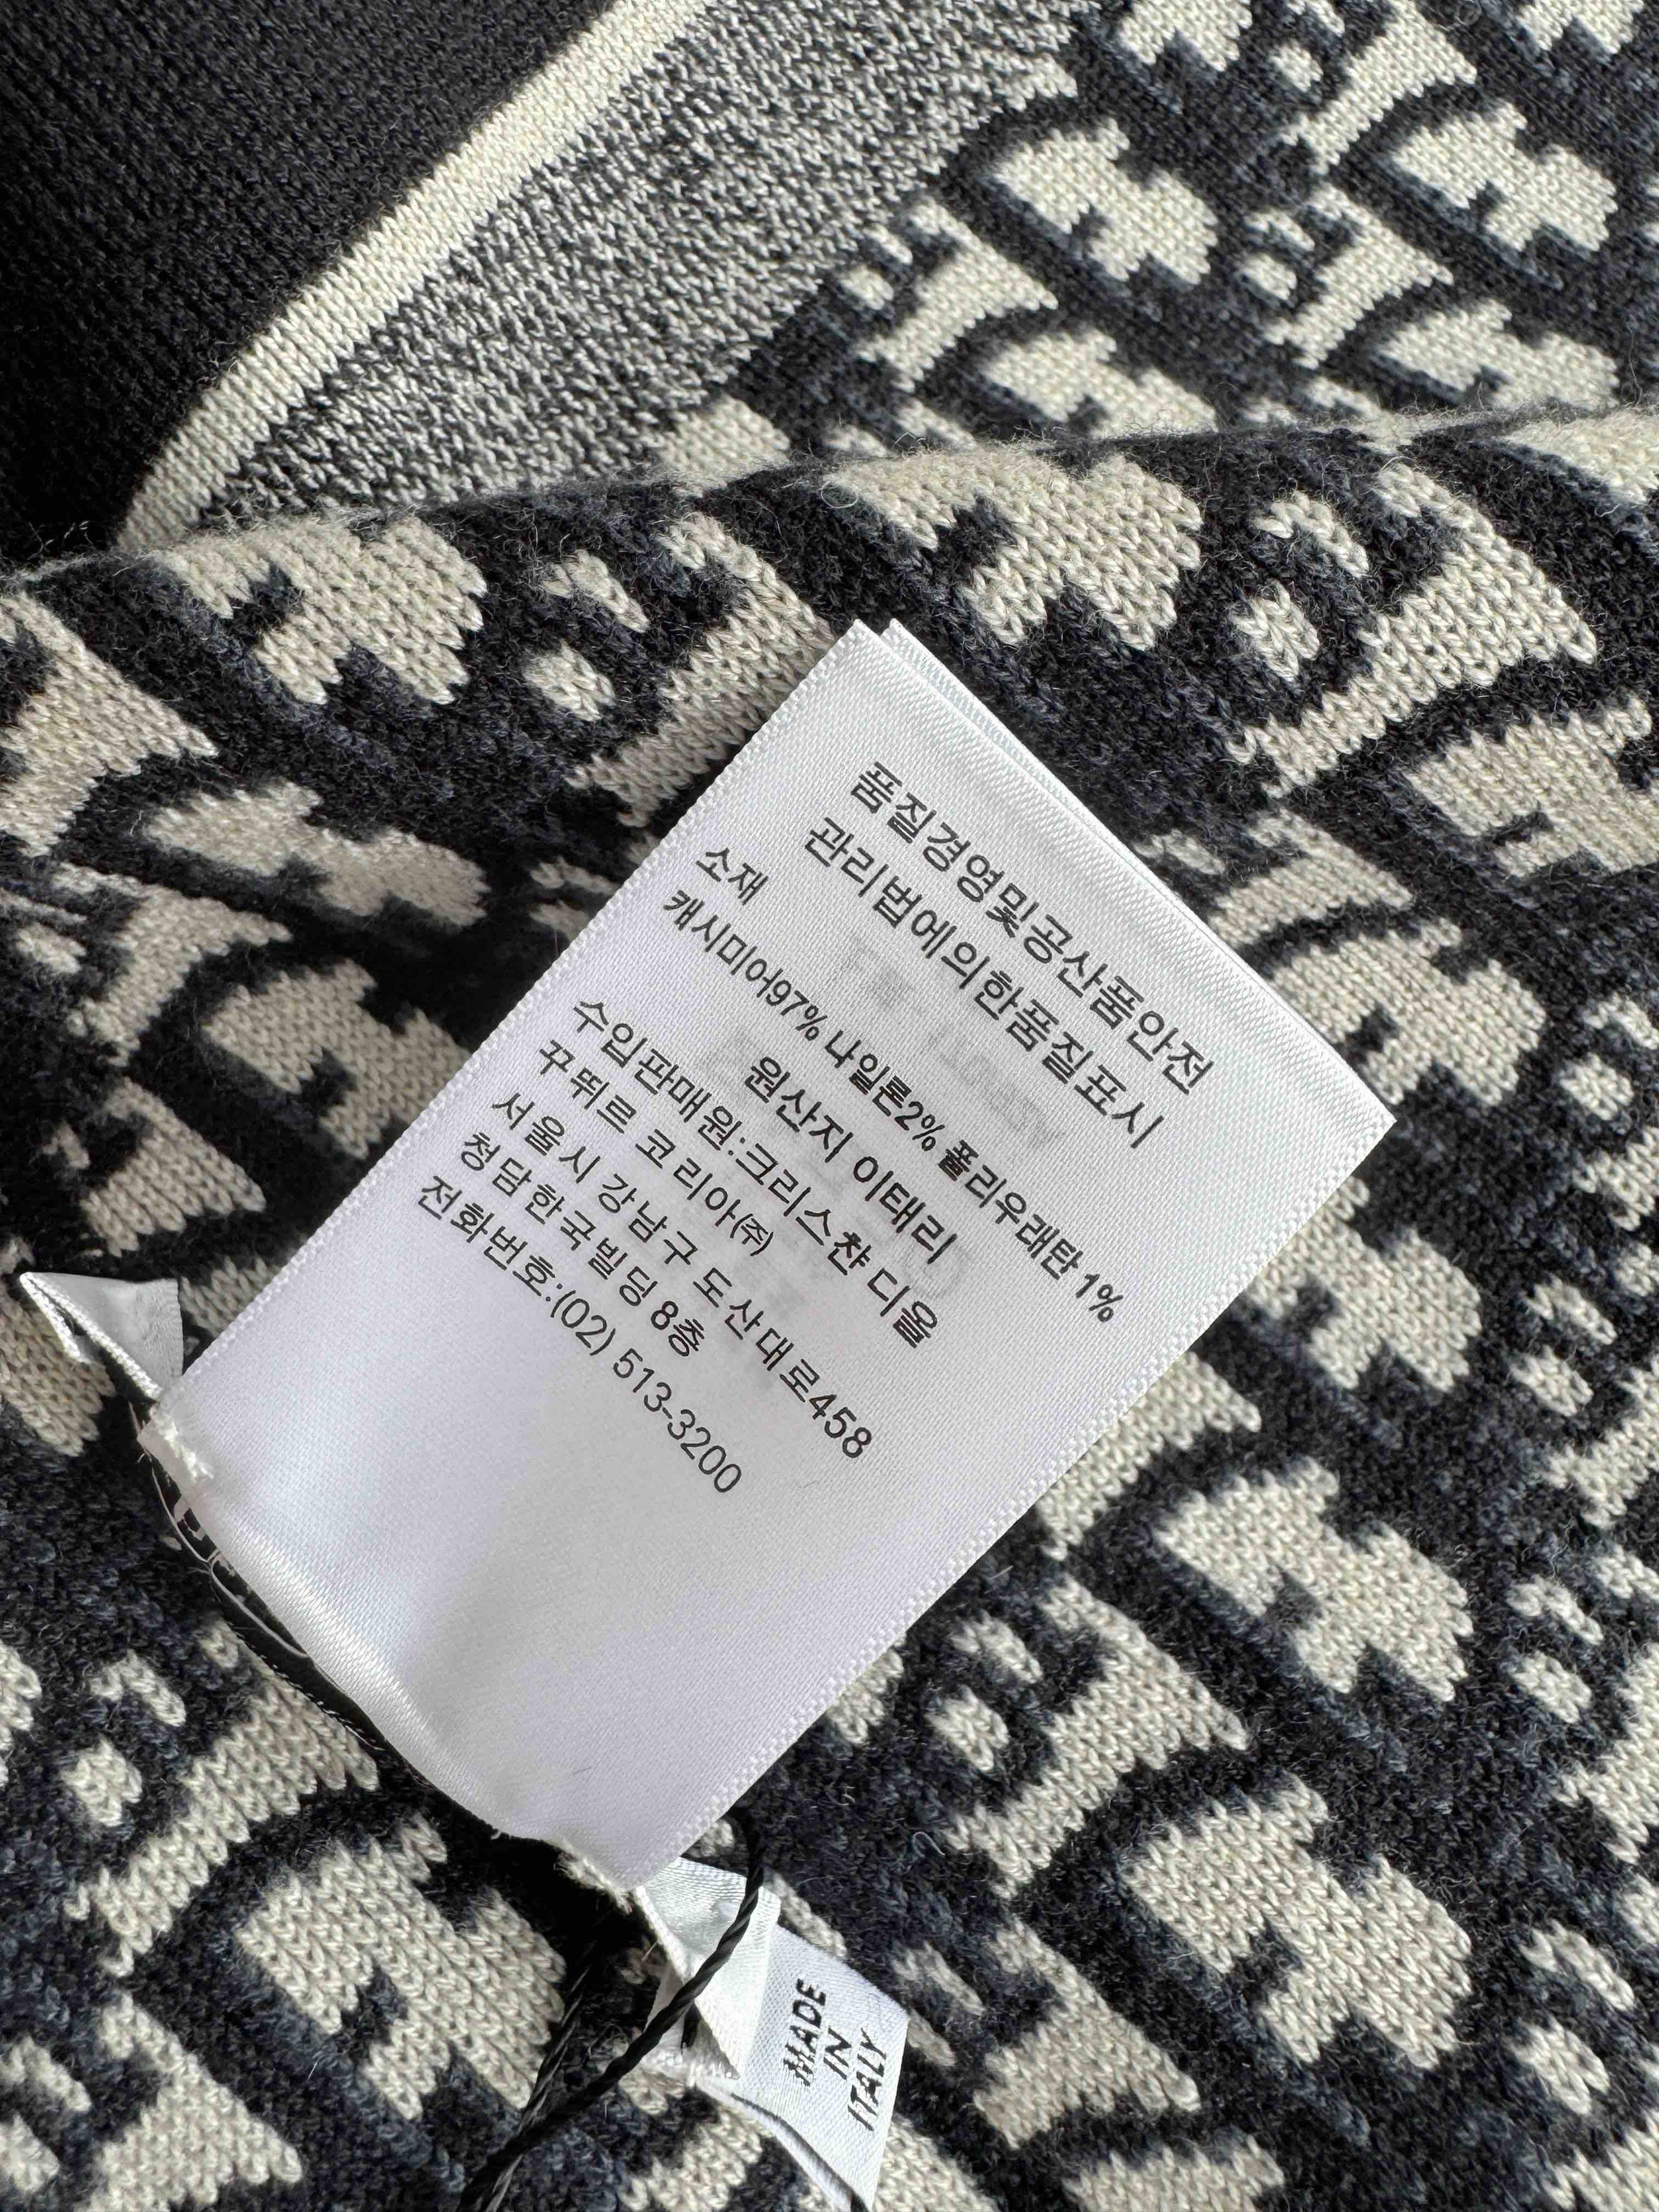 품질경영및공산품안전
관리법에의한품질표시
소재
캐시미어97% 나일론2% 폴리우레탄 1%
원산지 이태리
수입판매원:크리스챤 디올
꾸뛰르 코리아(주)
서울시 강남구 도산대로458
청담한국빌딩 8층
전화번호:(02) 513-3200
MADE
IN
ITALY